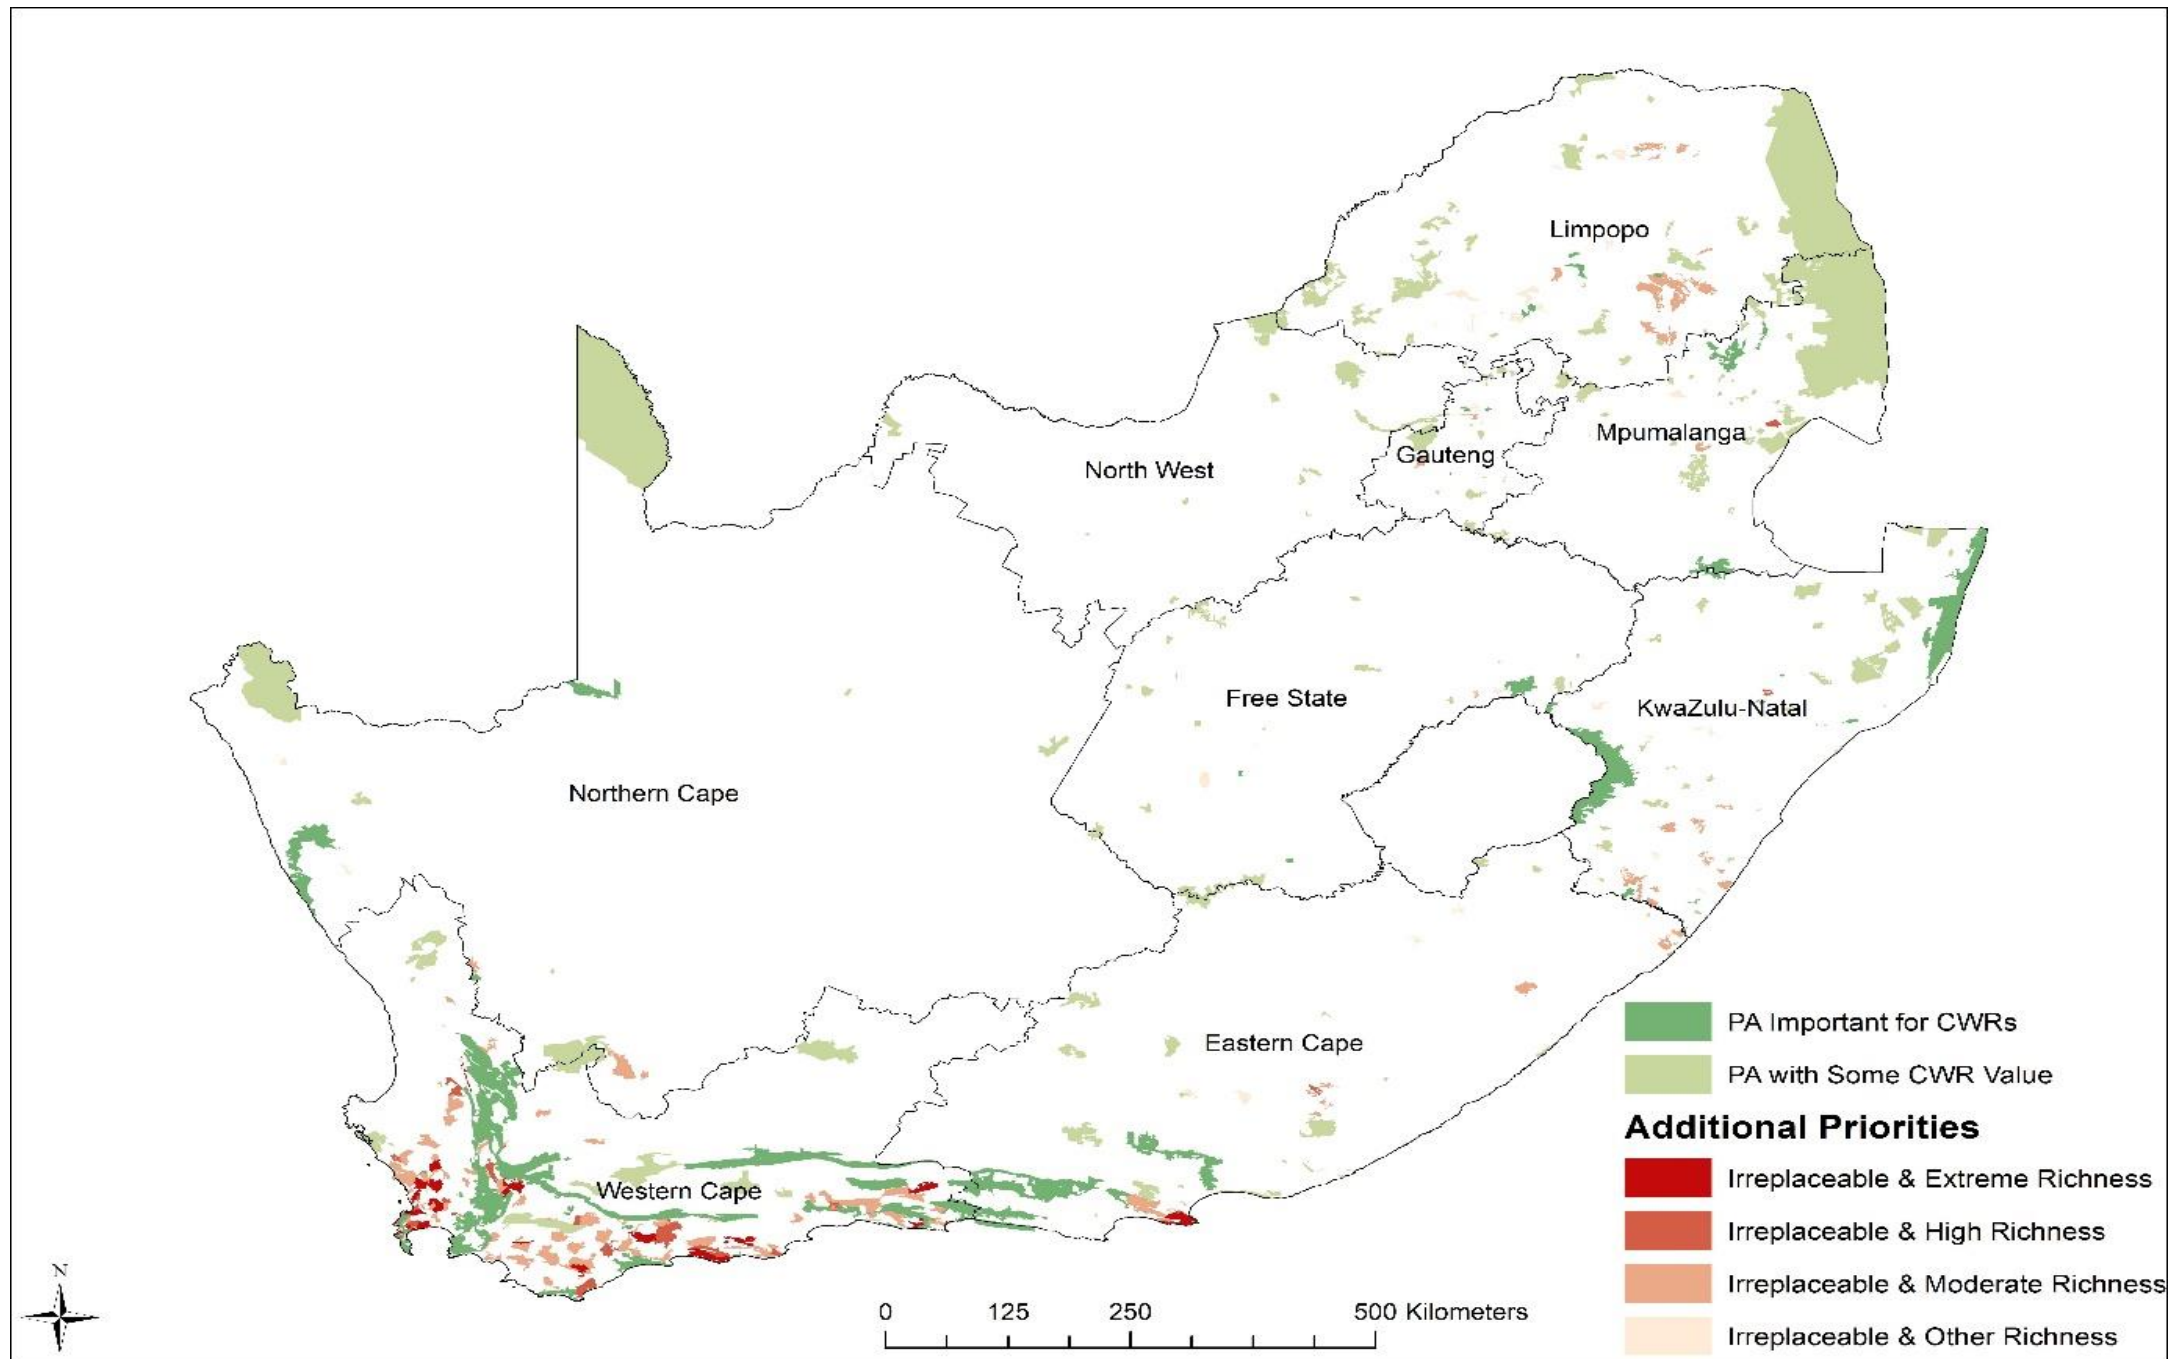 Limpopo
Mpumalanga
Gauteng
North West
Free State
KwaZulu-Natal
Northern Cape
Eastern Cape
Western Cape
PA Important for CWRs
PA with Some CWR Value
Additional Priorities
Irreplaceable & Extreme Richness
Irreplaceable & High Richness
Irreplaceable & Moderate Richness
Irreplaceable & Other Richness
N
0 125 250 500 Kilometers